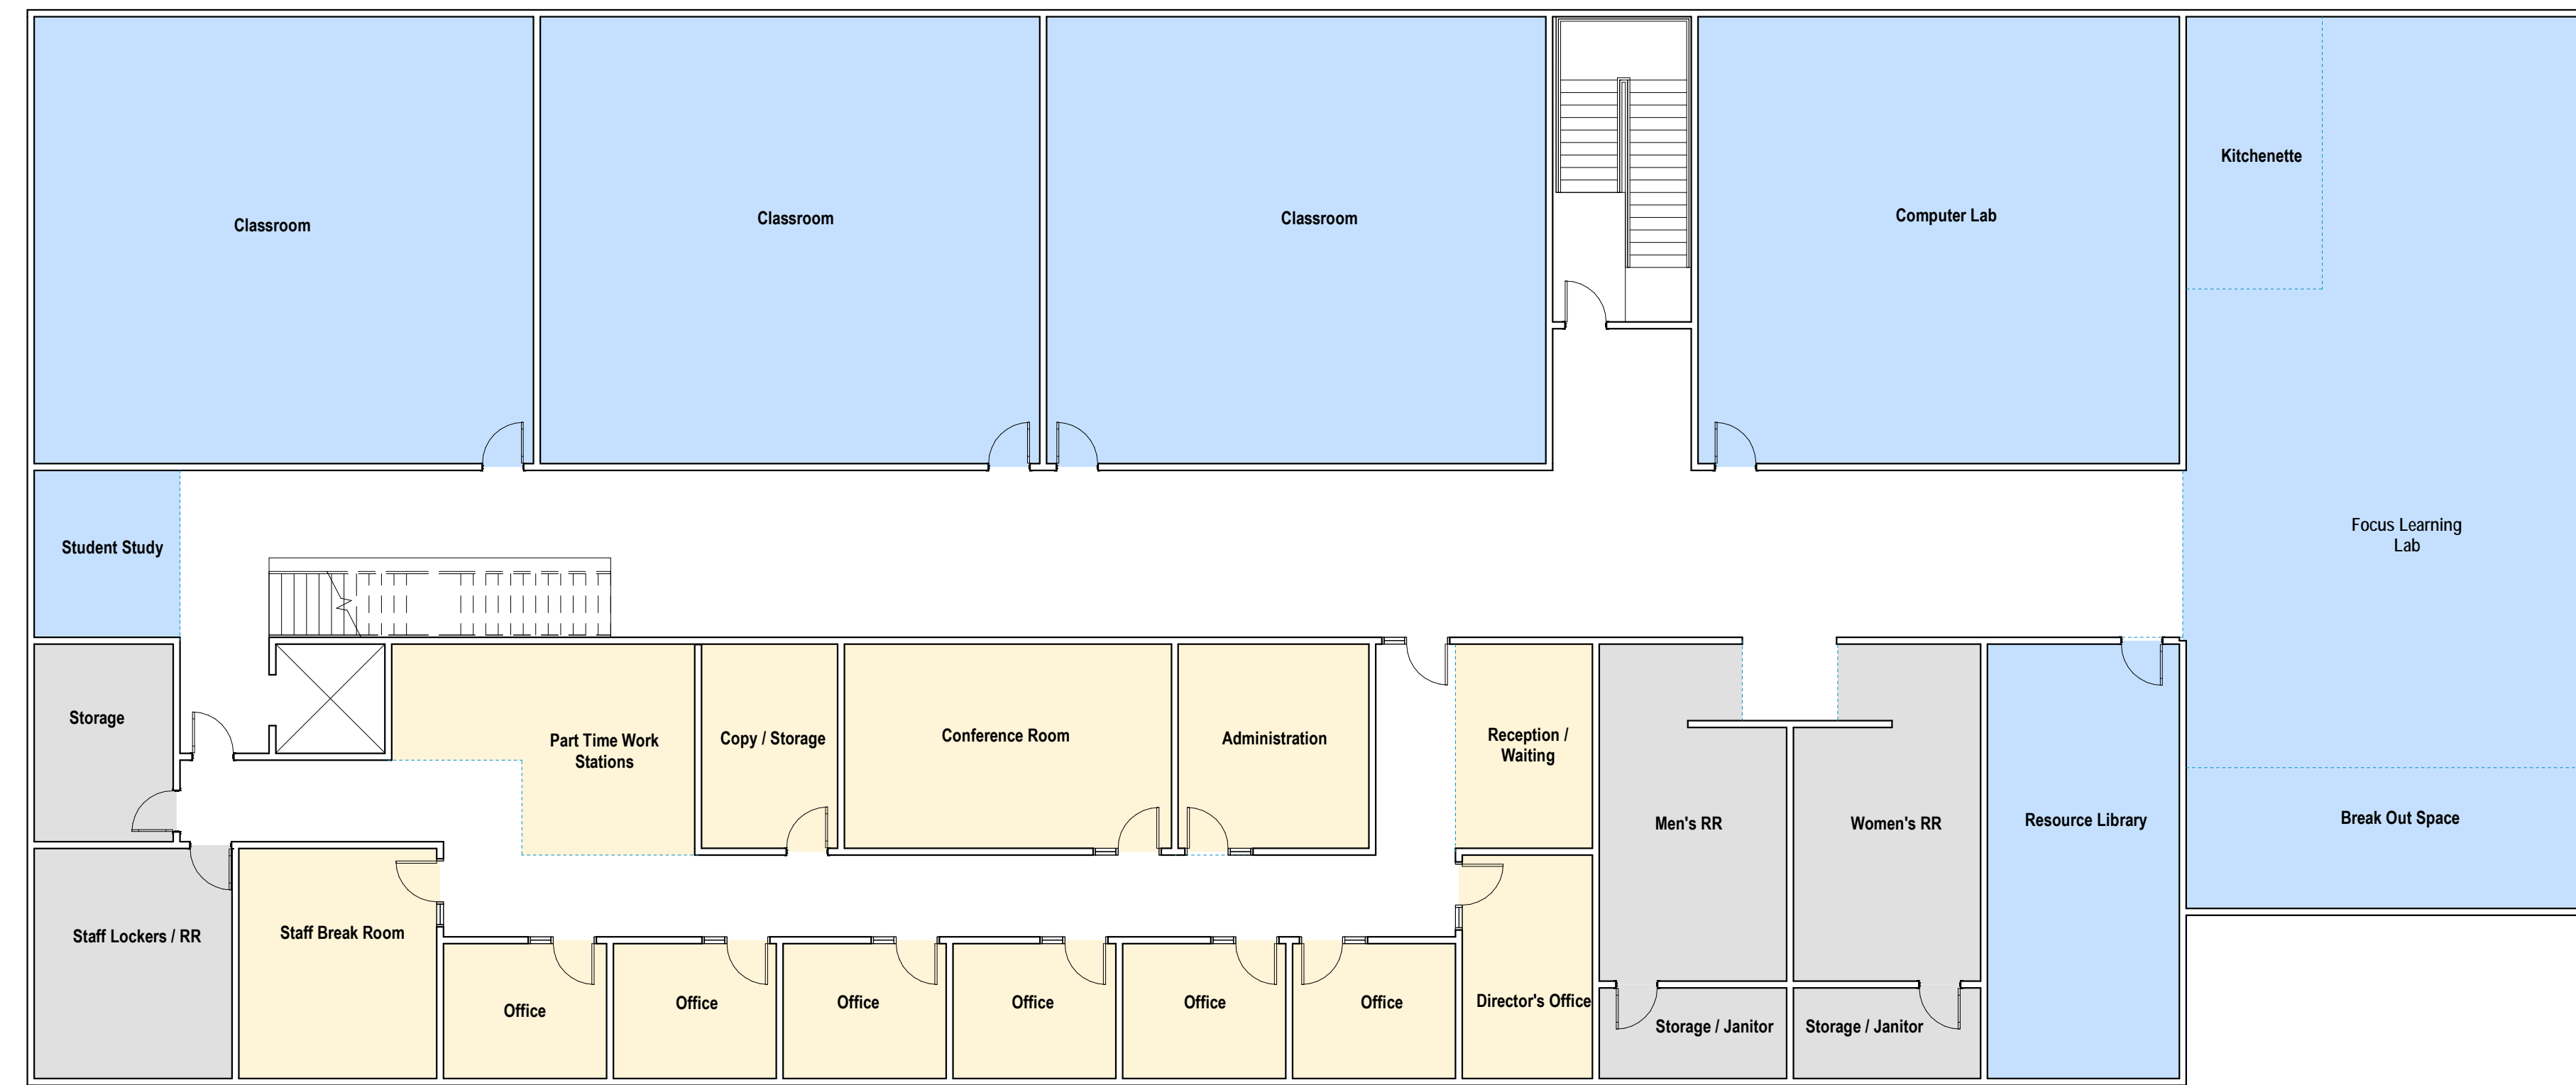 Classroom
Classroom
Classroom
Computer Lab
Kitchenette
Student Study
Focus Learning
Lab
Storage
Part Time Work
Stations
Copy / Storage
Conference Room
Administration
Reception /
Waiting
Men's RR
Women's RR
Resource Library
Break Out Space
Staff Lockers / RR
Staff Break Room
Office
Office
Office
Office
Office
Office
Director's Office
Storage / Janitor
Storage / Janitor